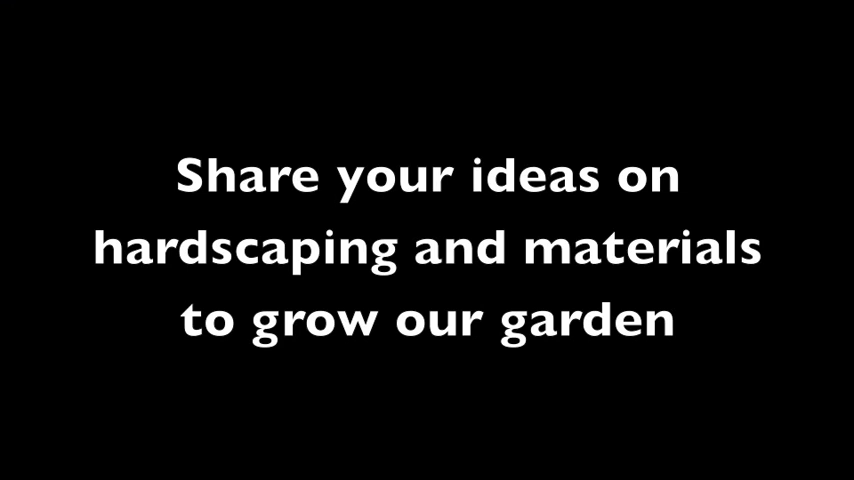 Share your ideas on
hardscaping and materials
to grow our garden